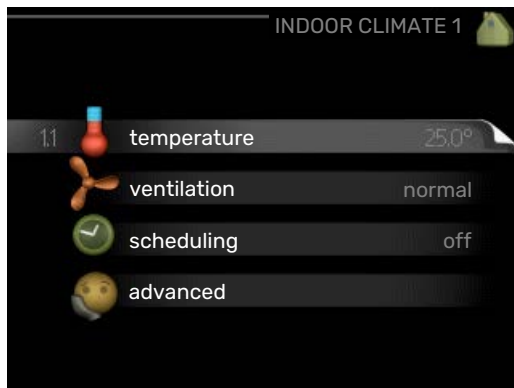 INDOOR CLIMATE 1
1.1 temperature 25.0°
ventilation normal
scheduling off
advanced